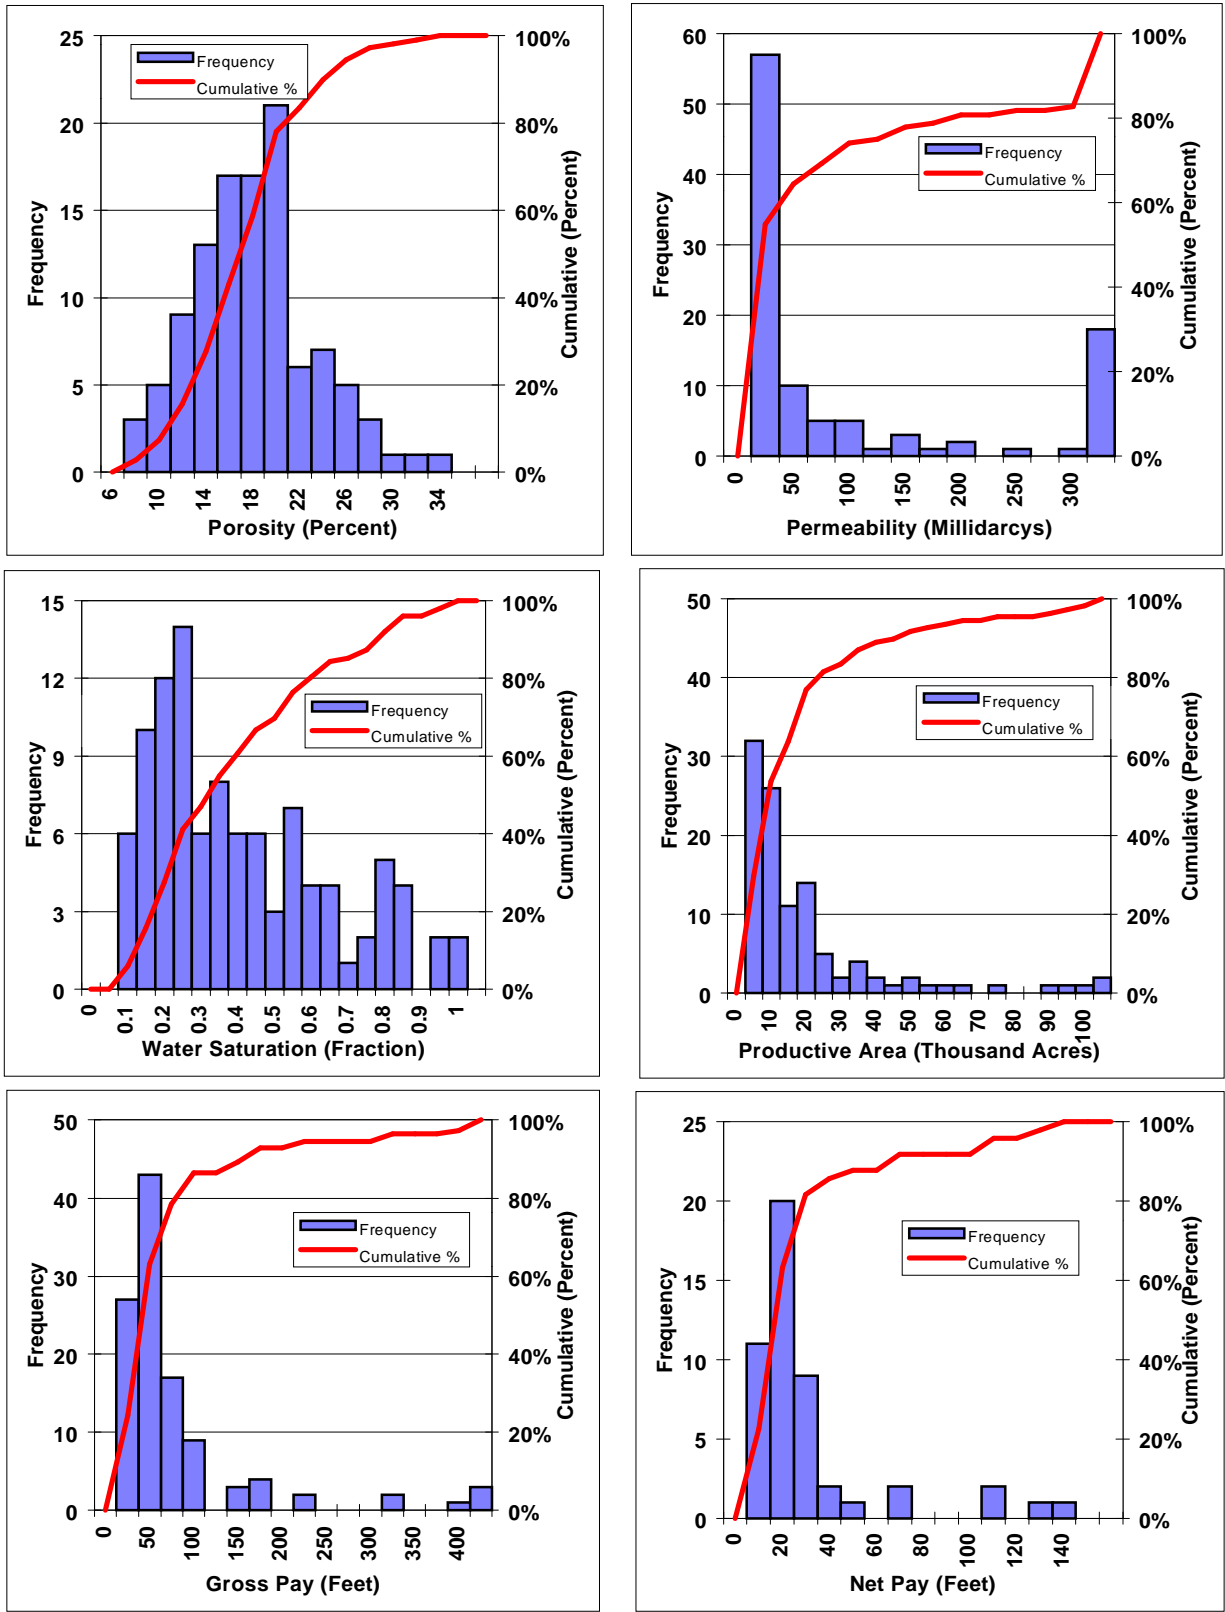 25
20
15
10
5
0
Frequency
Frequency
Cumulative %
100%
80%
60%
40%
20%
0%
Cumulative (Percent)
6 10 14 18 22 26 30 34
Porosity (Percent)
60
50
40
30
20
10
0
Frequency
Frequency
Cumulative %
100%
80%
60%
40%
20%
0%
Cumulative (Percent)
0 50 100 150 200 250 300
Permeability (Millidarcys)
15
12
9
6
3
0
Frequency
Frequency
Cumulative %
100%
80%
60%
40%
20%
0%
Cumulative (Percent)
0 0.1 0.2 0.3 0.4 0.5 0.6 0.7 0.8 0.9 1
Water Saturation (Fraction)
50
40
30
20
10
0
Frequency
Frequency
Cumulative %
100%
80%
60%
40%
20%
0%
Cumulative (Percent)
0 10 20 30 40 50 60 70 80 90 100
Productive Area (Thousand Acres)
50
40
30
20
10
0
Frequency
Frequency
Cumulative %
100%
80%
60%
40%
20%
0%
Cumulative (Percent)
0 50 100 150 200 250 300 350 400
Gross Pay (Feet)
25
20
15
10
5
0
Frequency
Frequency
Cumulative %
100%
80%
60%
40%
20%
0%
Cumulative (Percent)
0 20 40 60 80 100 120 140
Net Pay (Feet)